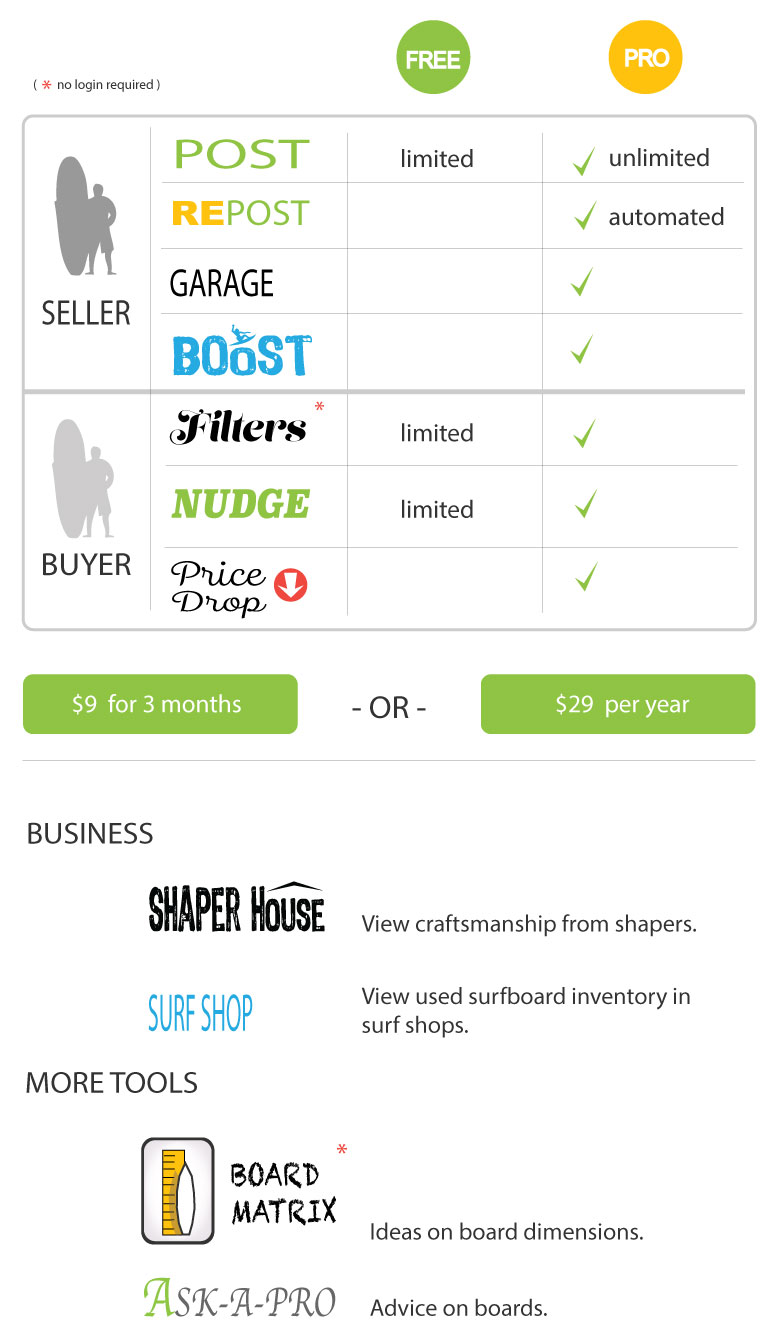 FREE
PRO
( * no login required )
SELLER
POST
limited
unlimited
REPOST
automated
GARAGE
BOOST
BUYER
Filters *
limited
NUDGE
limited
Price
Drop
$9 for 3 months
- OR -
$29 per year
BUSINESS
SHAPER HOUSE
View craftsmanship from shapers.
SURF SHOP
View used surfboard inventory in
surf shops.
MORE TOOLS
BOARD *
MATRIX
Ideas on board dimensions.
ASK-A-PRO
Advice on boards.